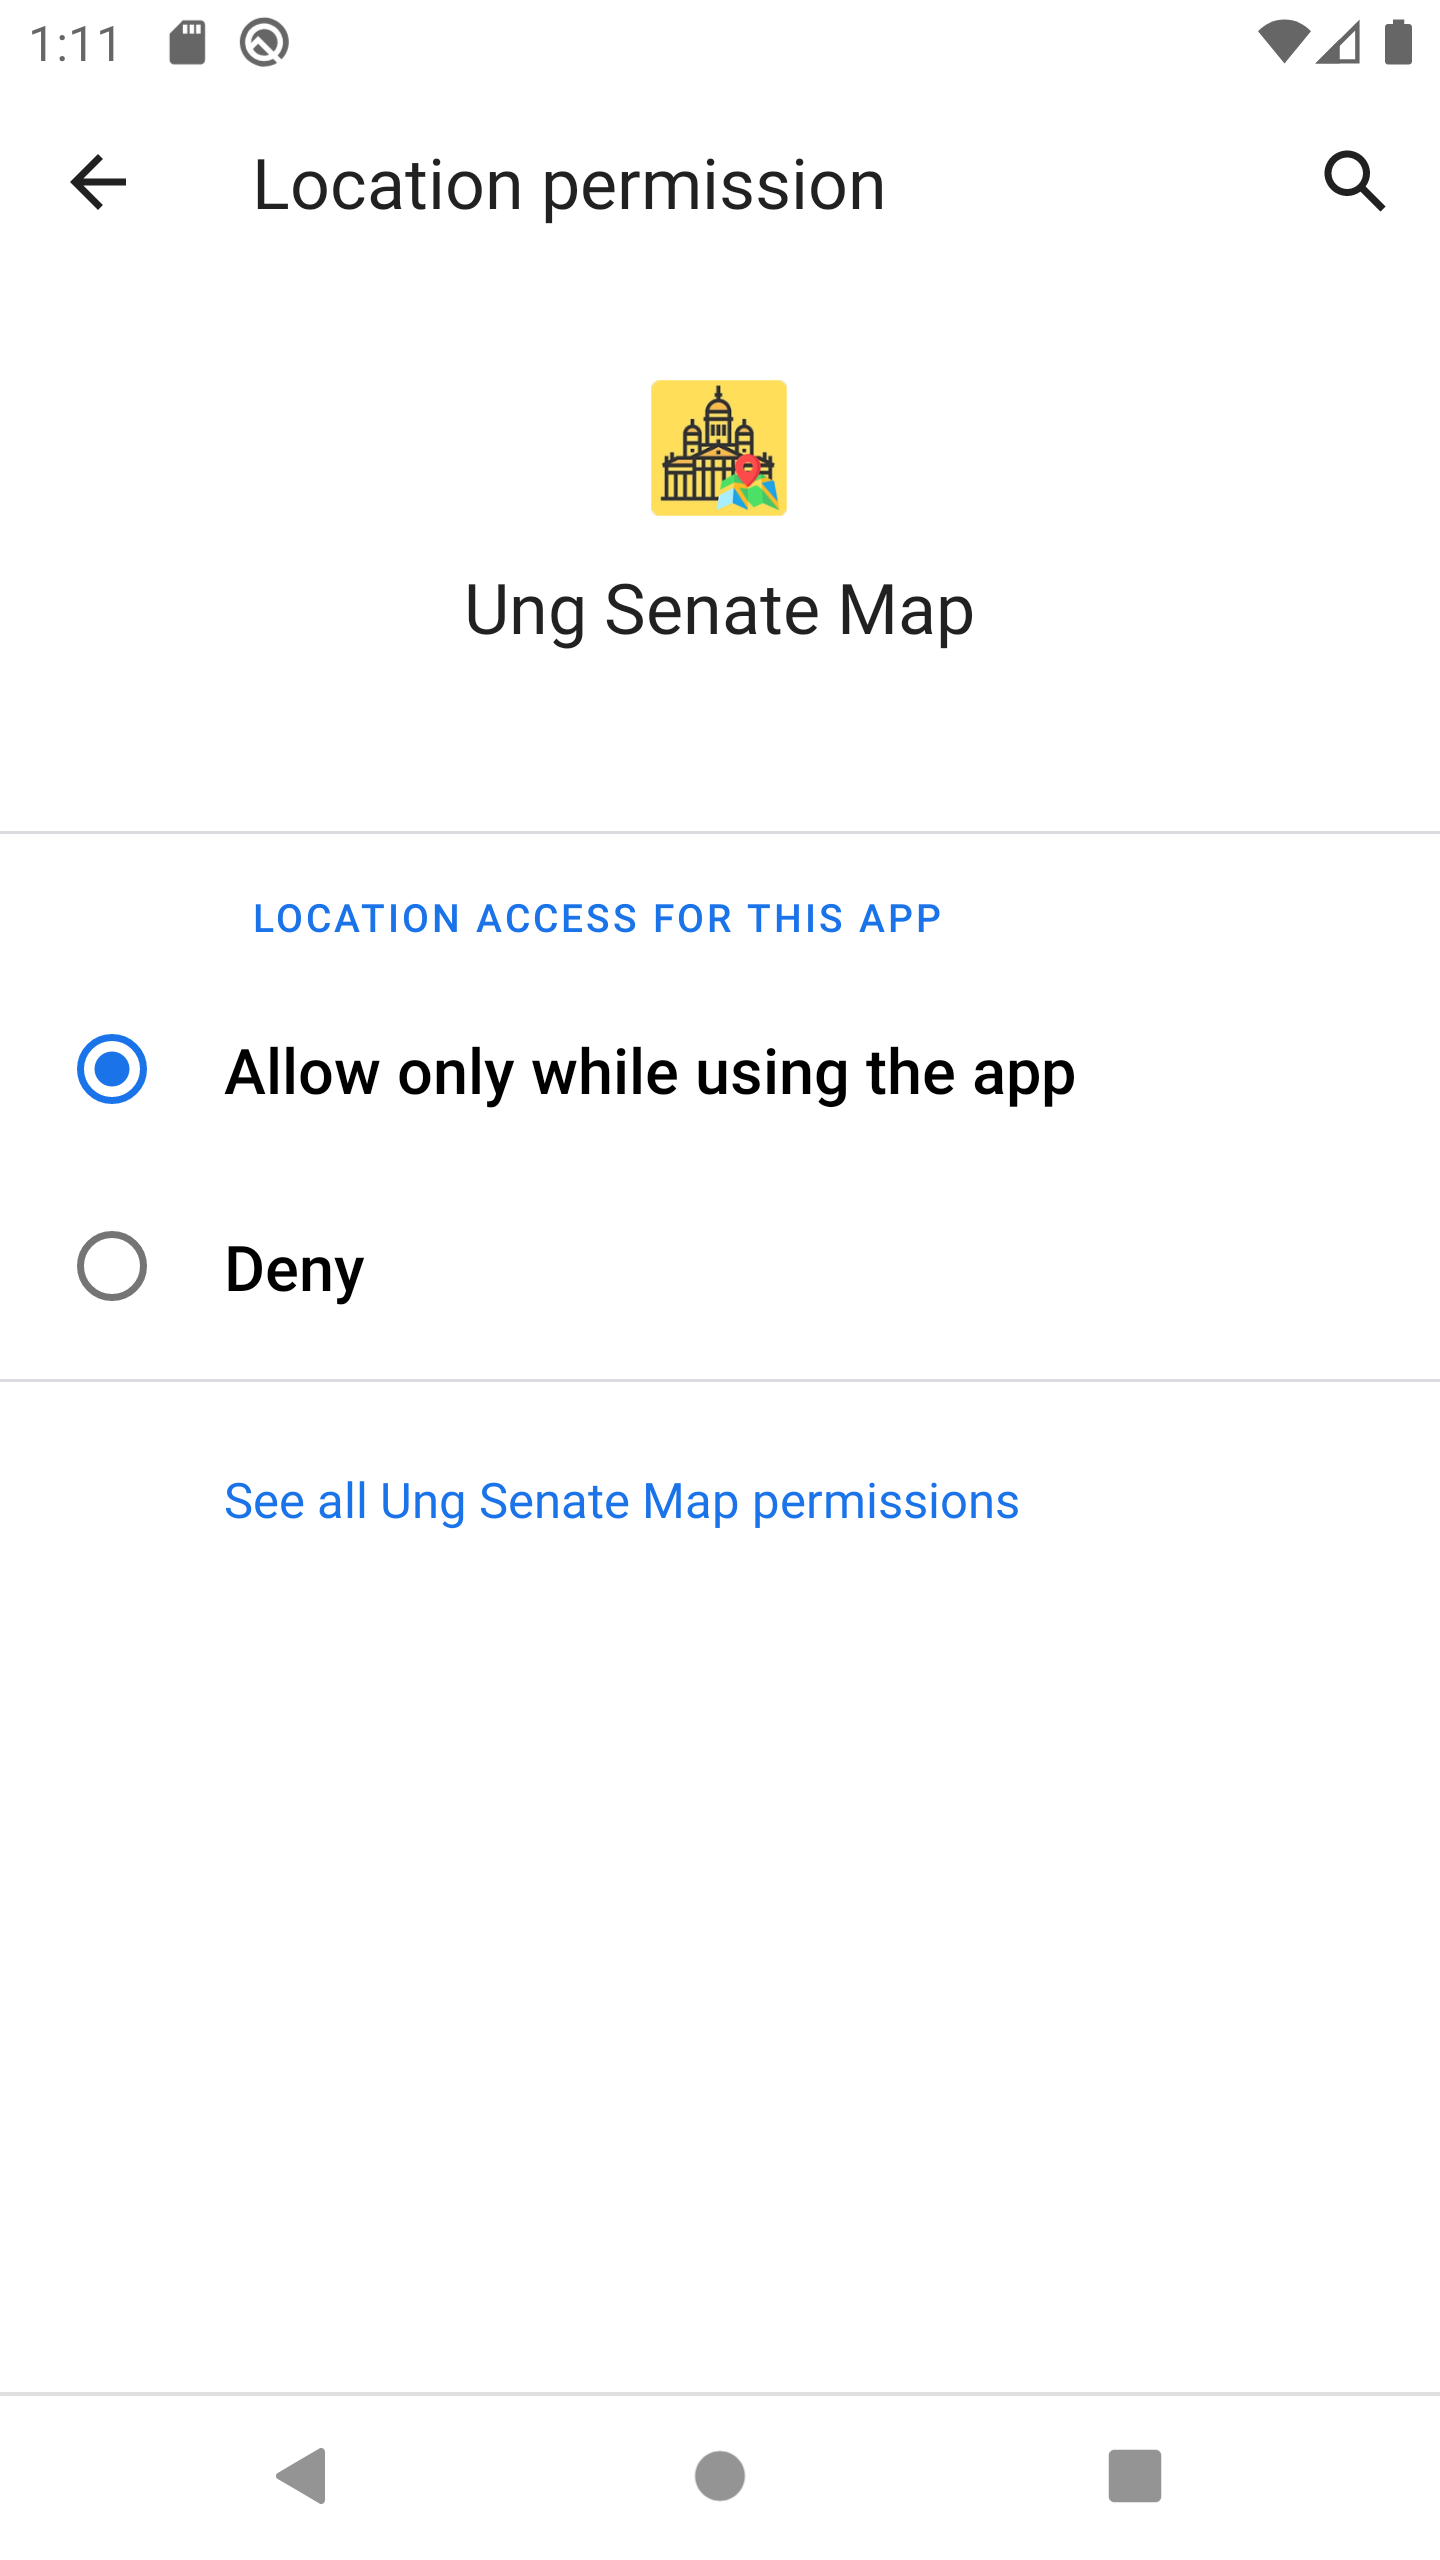 1:11
Location permission
Ung Senate Map
LOCATION ACCESS FOR THIS APP
Allow only while using the app
Deny
See all Ung Senate Map permissions